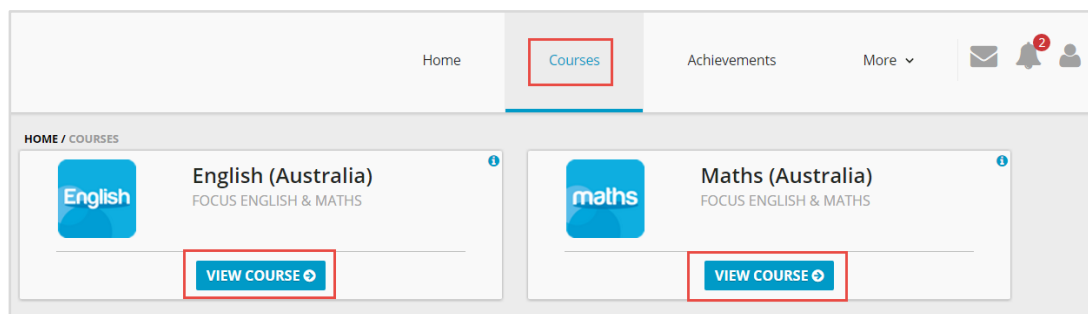 Home Courses Achievements More 2
HOME / COURSES
English English (Australia)
FOCUS ENGLISH & MATHS
VIEW COURSE
maths Maths (Australia)
FOCUS ENGLISH & MATHS
VIEW COURSE